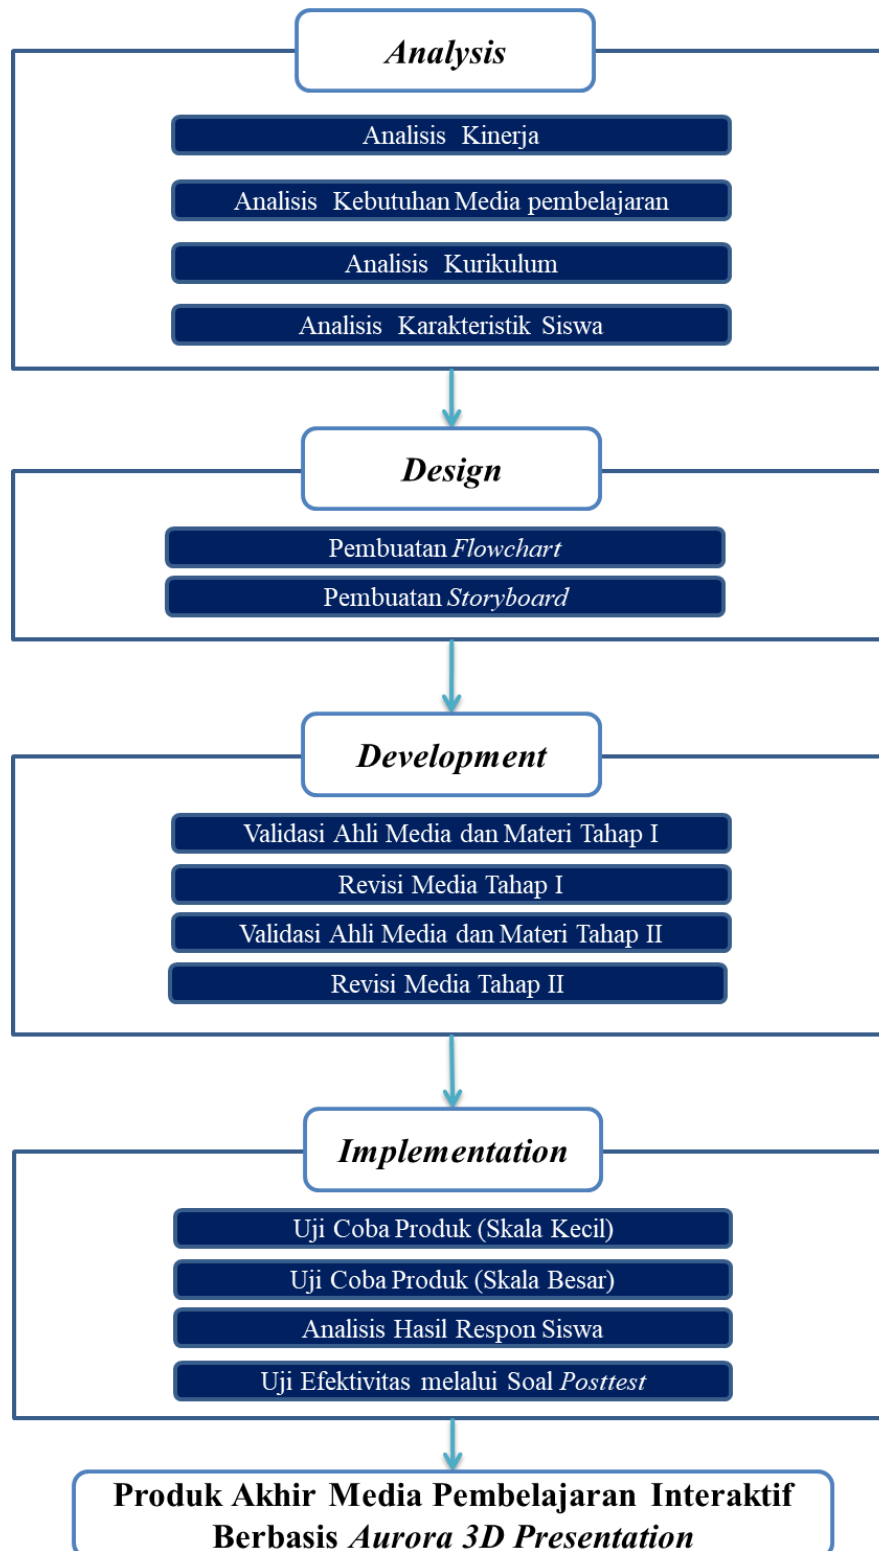 Analysis
Analisis Kinerja
Analisis Kebutuhan Media pembelajaran
Analisis Kurikulum
Analisis Karakteristik Siswa
Design
Pembuatan Flowchart
Pembuatan Storyboard
Development
Validasi Ahli Media dan Materi Tahap I
Revisi Media Tahap I
Validasi Ahli Media dan Materi Tahap II
Revisi Media Tahap II
Implementation
Uji Coba Produk (Skala Kecil)
Uji Coba Produk (Skala Besar)
Analisis Hasil Respon Siswa
Uji Efektivitas melalui Soal Posttest
Produk Akhir Media Pembelajaran Interaktif
Berbasis Aurora 3D Presentation